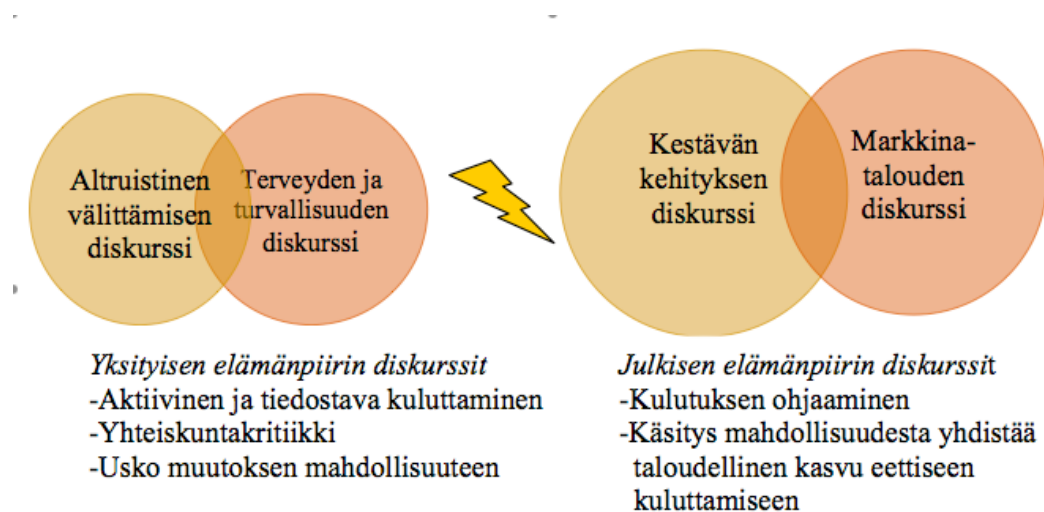 Altruistinen
välittämisen
diskurssi
Terveyden ja
turvallisuuden
diskurssi
Kestävän
kehityksen
diskurssi
Markkina-
talouden
diskurssi
Yksityisen elämänpiirin diskurssit
-Aktiivinen ja tiedostava kuluttaminen
-Yhteiskuntakritiikki
-Usko muutoksen mahdollisuuteen
Julkisen elämänpiirin diskurssit
-Kulutuksen ohjaaminen
-Käsitys mahdollisuudesta yhdistää
taloudellinen kasvu eettiseen
kuluttamiseen